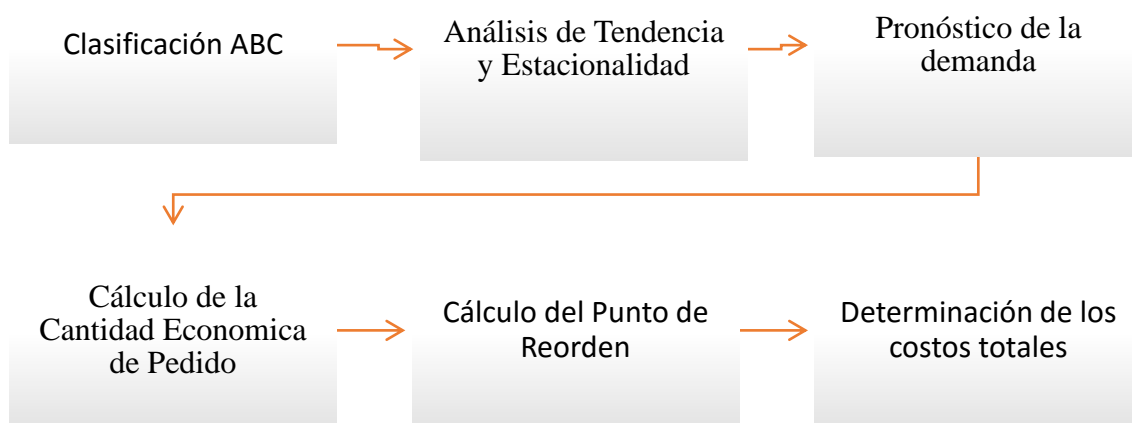 Clasificación ABC
Análisis de Tendencia
y Estacionalidad
Pronóstico de la
demanda
Cálculo de la
Cantidad Economica
de Pedido
Cálculo del Punto de
Reorden
Determinación de los
costos totales